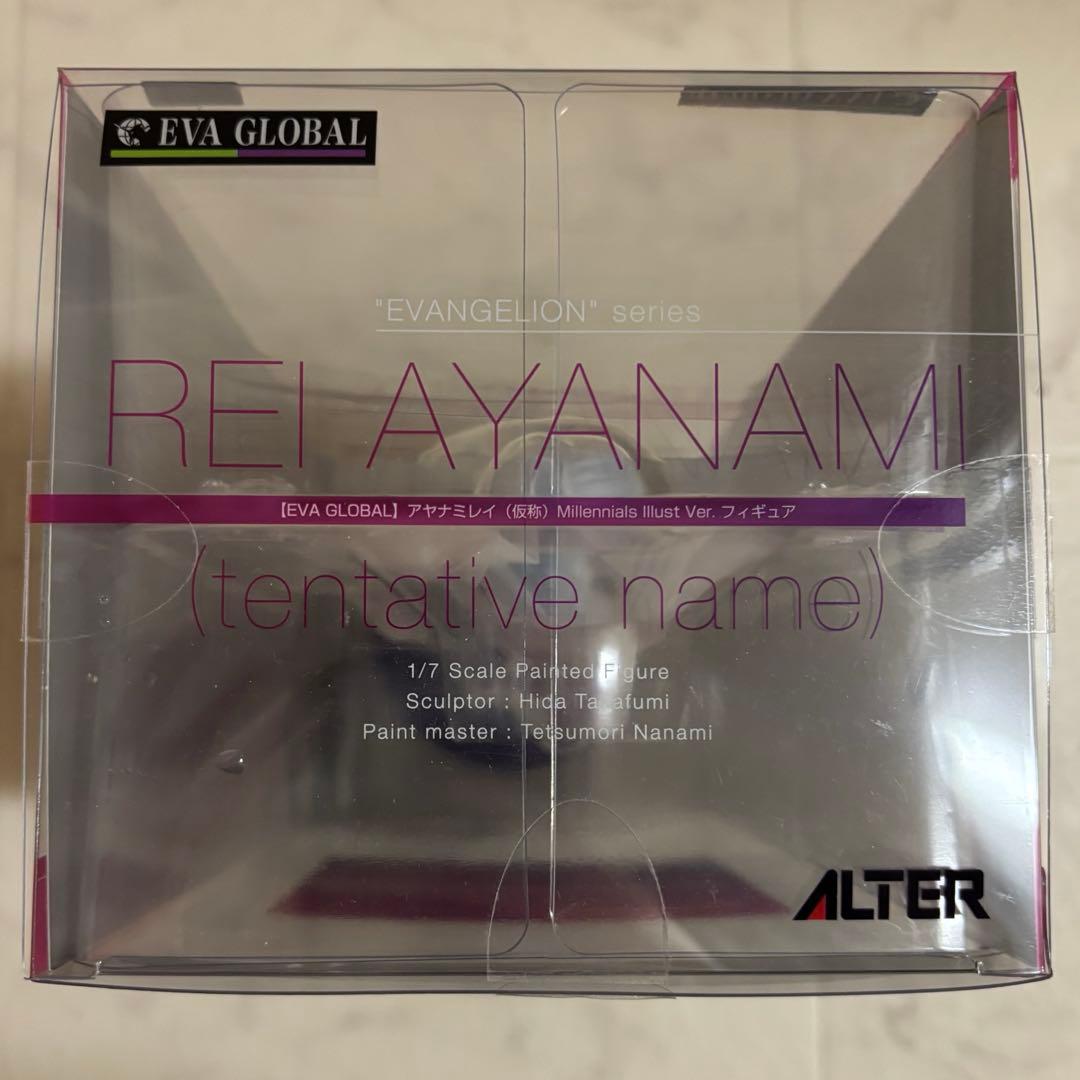 EVA GLOBAL
"EVANGELION" series
REI AYANAMI
【EVA GLOBAL】アヤナミレイ（仮称）Millennials Illust Ver. フィギュア
(tentative name)
1/7 Scale Painted Figure
Sculptor : Hida Takafumi
Paint master : Tetsumori Nanami
ALTER